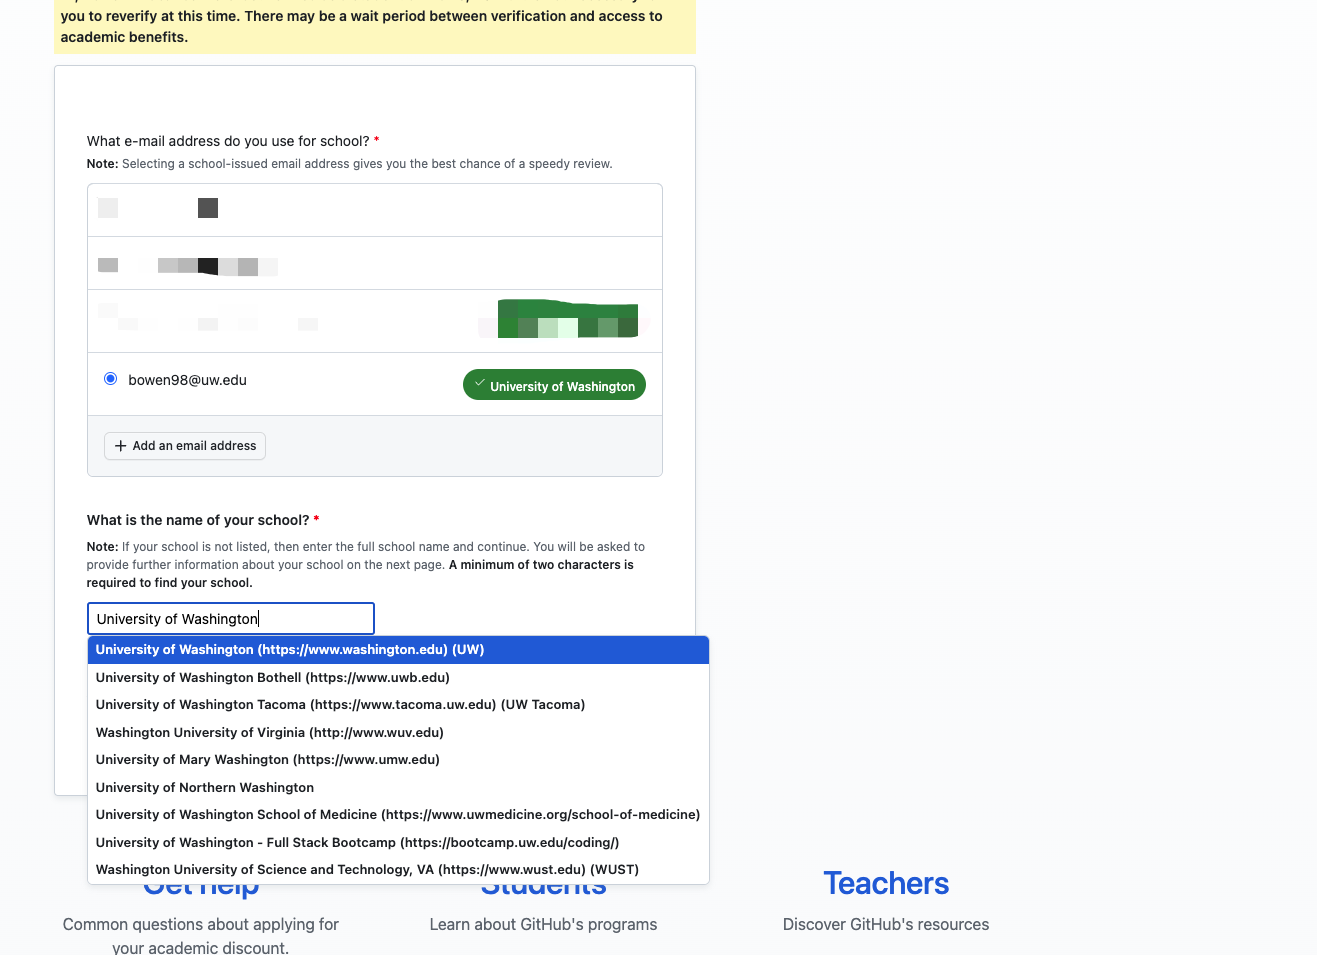 you to reverify at this time. There may be a wait period between verification and access to
academic benefits.
What e-mail address do you use for school? *
Note: Selecting a school-issued email address gives you the best chance of a speedy review.
bowen98@uw.edu
University of Washington
Add an email address
What is the name of your school? *
Note: If your school is not listed, then enter the full school name and continue. You will be asked to
provide further information about your school on the next page. A minimum of two characters is
required to find your school.
University of Washington
University of Washington (https://www.washington.edu) (UW)
University of Washington Bothell (https://www.uwb.edu)
University of Washington Tacoma (https://www.tacoma.uw.edu) (UW Tacoma)
Washington University of Virginia (http://www.wuv.edu)
University of Mary Washington (https://www.umw.edu)
University of Northern Washington
University of Washington School of Medicine (https://www.uwmedicine.org/school-of-medicine)
University of Washington - Full Stack Bootcamp (https://bootcamp.uw.edu/coding/)
Washington University of Science and Technology, VA (https://www.wust.edu) (WUST)
Get help
Students
Teachers
Common questions about applying for
your academic discount.
Learn about GitHub's programs
Discover GitHub's resources